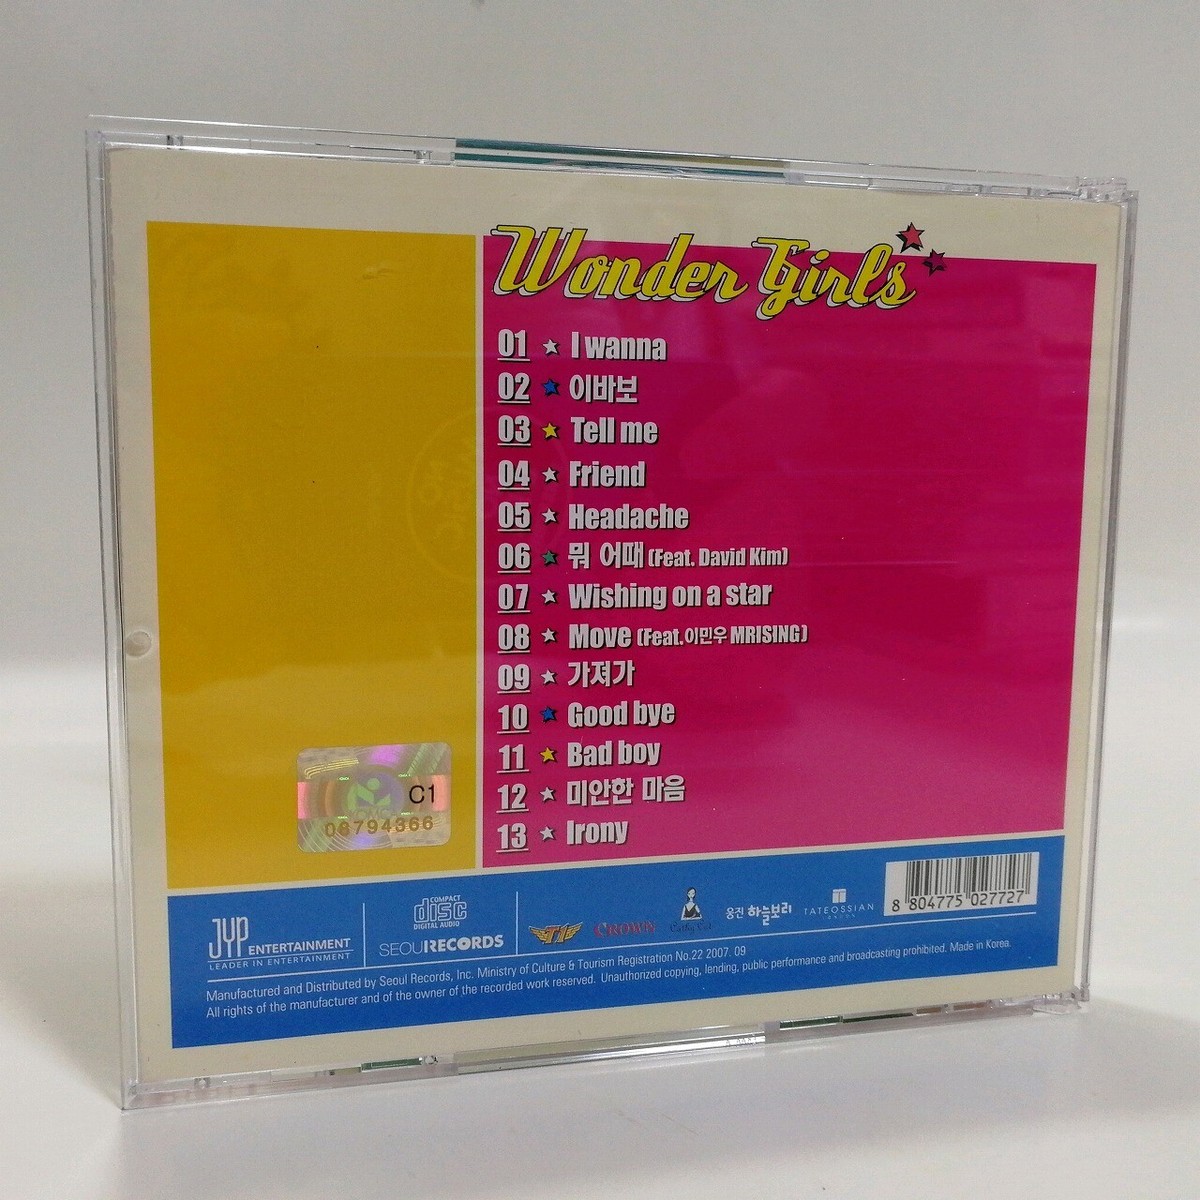 Wonder Girls
01 ★ I wanna
02 ★ 이바보
03 ★ Tell me
04 ★ Friend
05 ★ Headache
06 ★ 뭐 어때 (Feat. David Kim)
07 ★ Wishing on a star
08 ★ Move (Feat.이민우 MRISING)
09 ★ 가져가
10 ★ Good bye
11 ★ Bad boy
12 ★ 미안한 마음
13 ★ Irony
C1
08794366
JYP ENTERTAINMENT
LEADER IN ENTERTAINMENT
COMPACT
disc
DIGITAL AUDIO
SEOULRECORDS
T1
CROWN
Cathy Cat
웅진 하늘보리
TATEOSSIAN
LONDON
8 804775 027727
Manufactured and Distributed by Seoul Records, Inc. Ministry of Culture & Tourism Registration No.22 2007. 09
All rights of the manufacturer and of the owner of the recorded work reserved. Unauthorized copying, lending, public performance and broadcasting prohibited. Made in Korea.